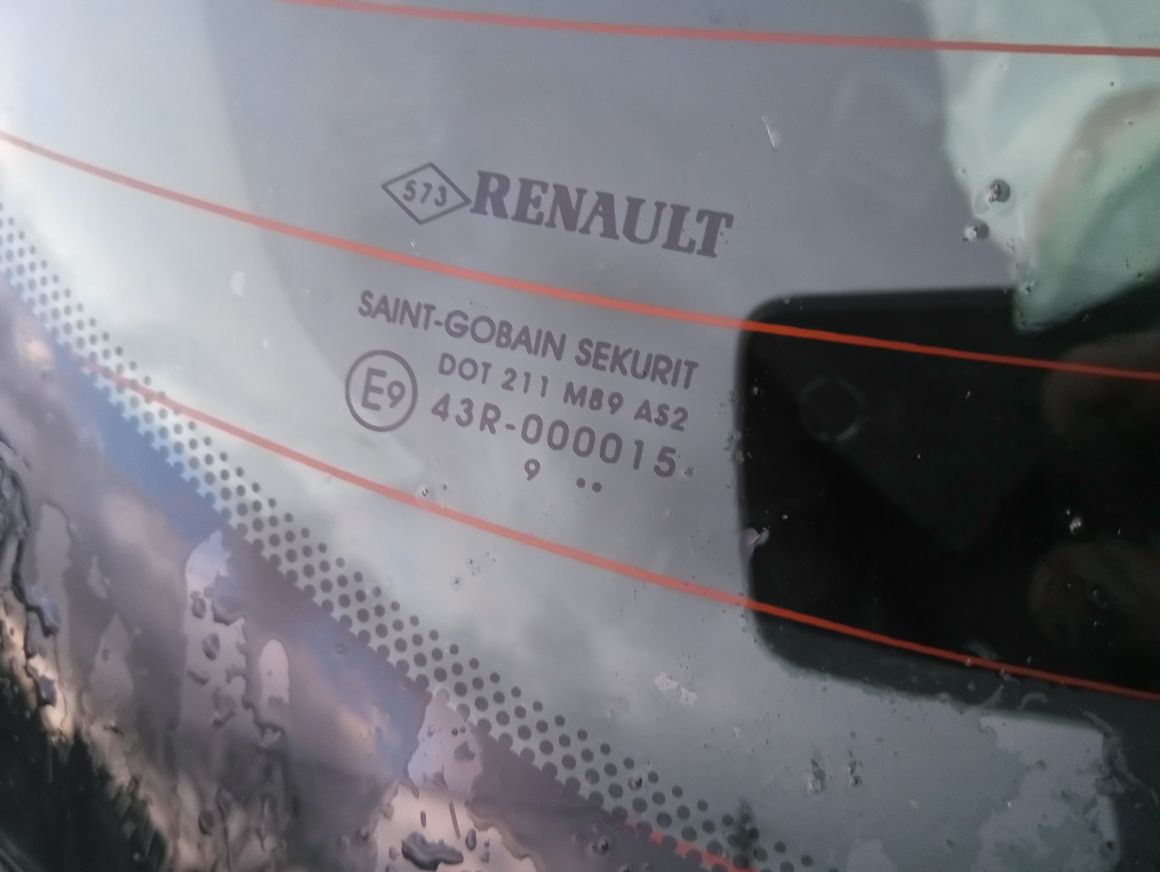 573 RENAULT
SAINT-GOBAIN SEKURIT
DOT 211 M89 AS2
E9 43R-000015
9 ..